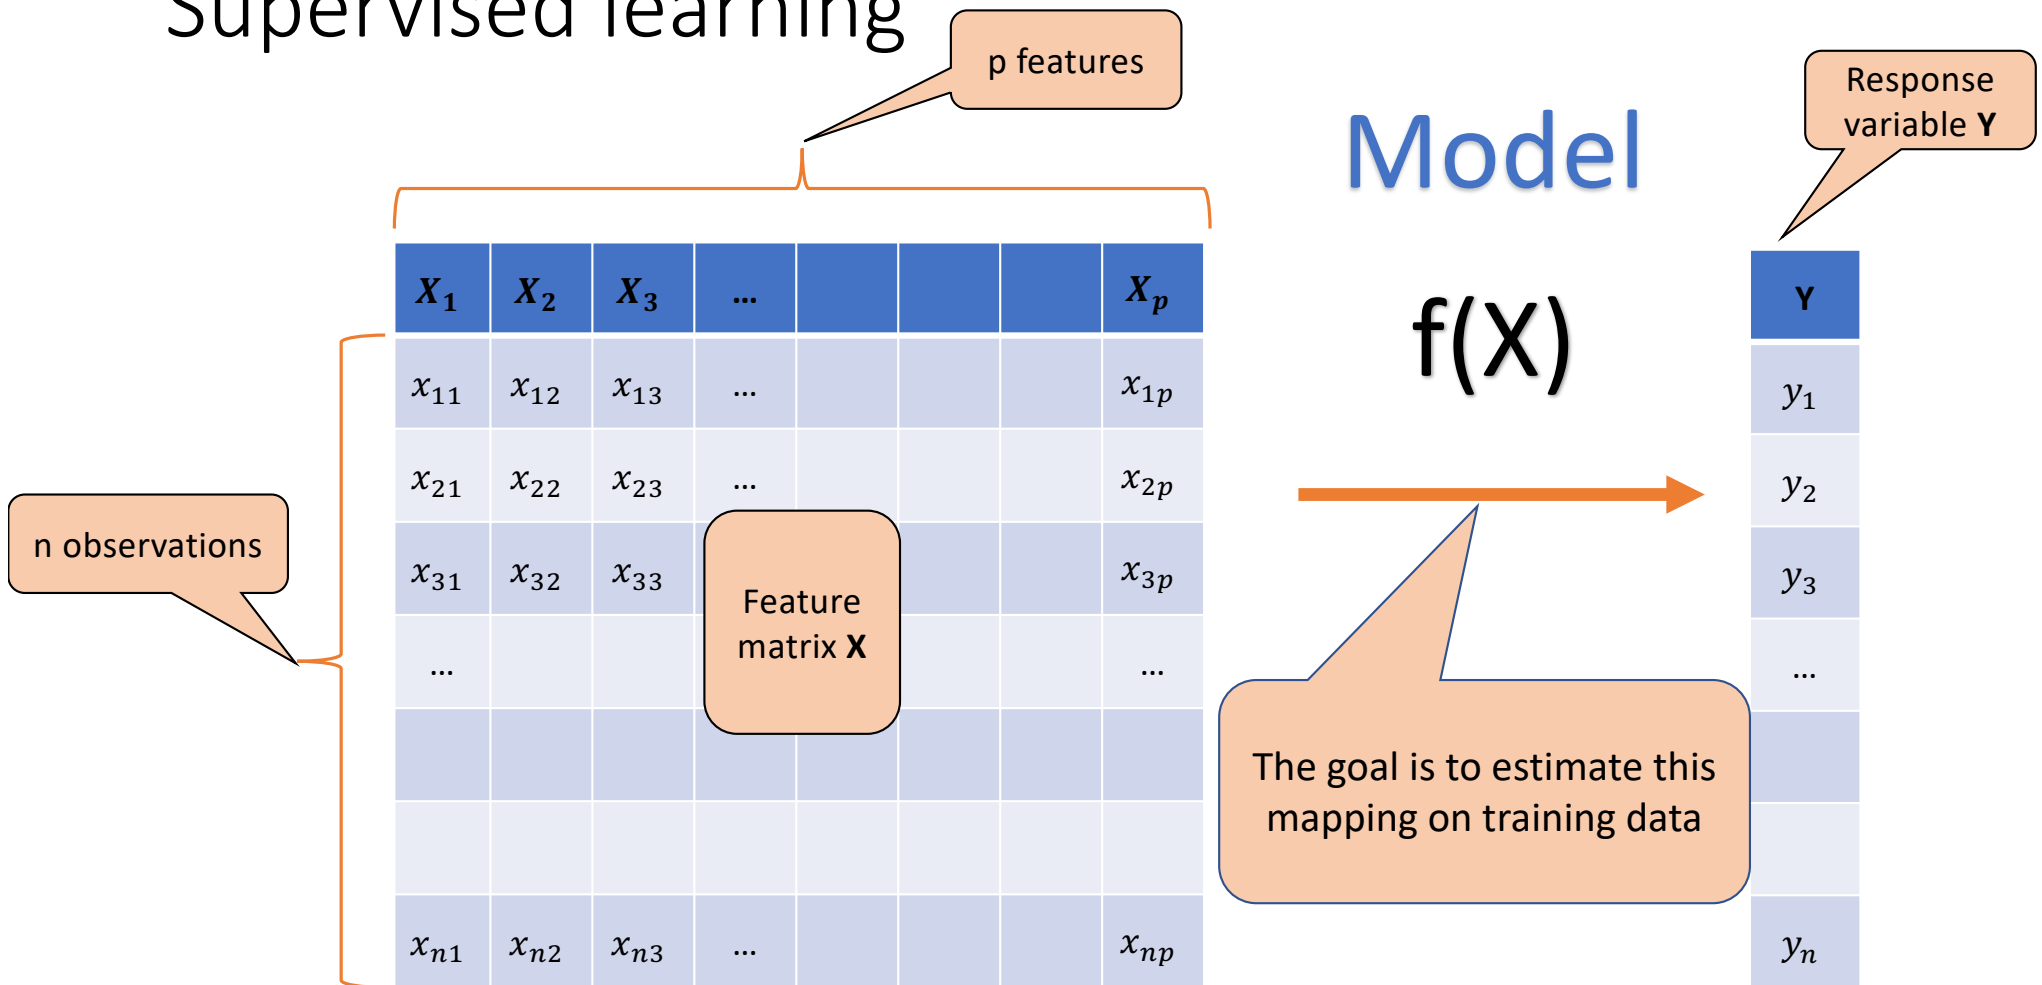 Supervised learning
p features
Model
Response
variable Y
X₁ X₂ X₃ ... Xₚ
f(X)
Y
x₁₁ x₁₂ x₁₃ ... x₁ₚ
y₁
x₂₁ x₂₂ x₂₃ ... x₂ₚ
y₂
n observations
x₃₁ x₃₂ x₃₃ x₃ₚ
y₃
Feature
matrix X
... ...
...
The goal is to estimate this
mapping on training data
xₙ₁ xₙ₂ xₙ₃ ... xₙₚ
yₙ